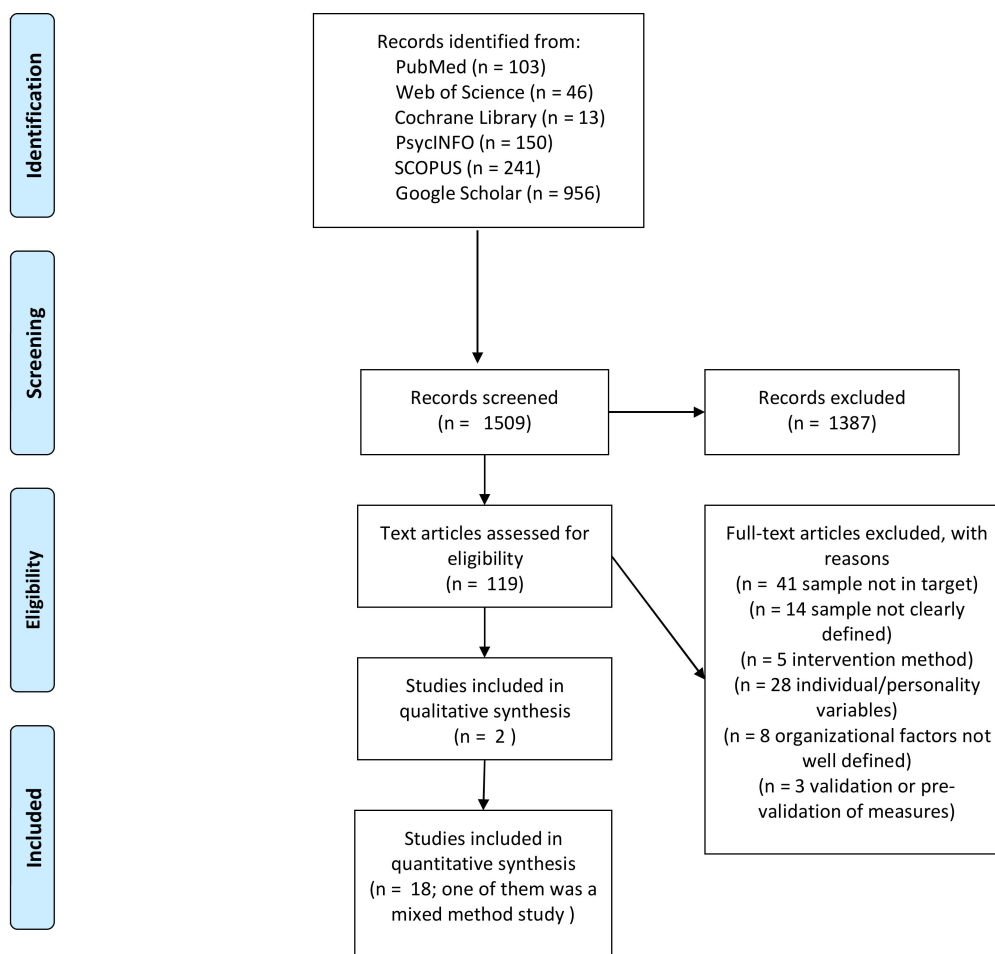 Identification
Records identified from:
PubMed (n = 103)
Web of Science (n = 46)
Cochrane Library (n = 13)
PsycINFO (n = 150)
SCOPUS (n = 241)
Google Scholar (n = 956)
Screening
Records screened
(n = 1509)
Records excluded
(n = 1387)
Eligibility
Text articles assessed for
eligibility
(n = 119)
Full-text articles excluded, with
reasons
(n = 41 sample not in target)
(n = 14 sample not clearly
defined)
(n = 5 intervention method)
(n = 28 individual/personality
variables)
(n = 8 organizational factors not
well defined)
(n = 3 validation or pre-
validation of measures)
Studies included in
qualitative synthesis
(n = 2 )
Included
Studies included in
quantitative synthesis
(n = 18; one of them was a
mixed method study )